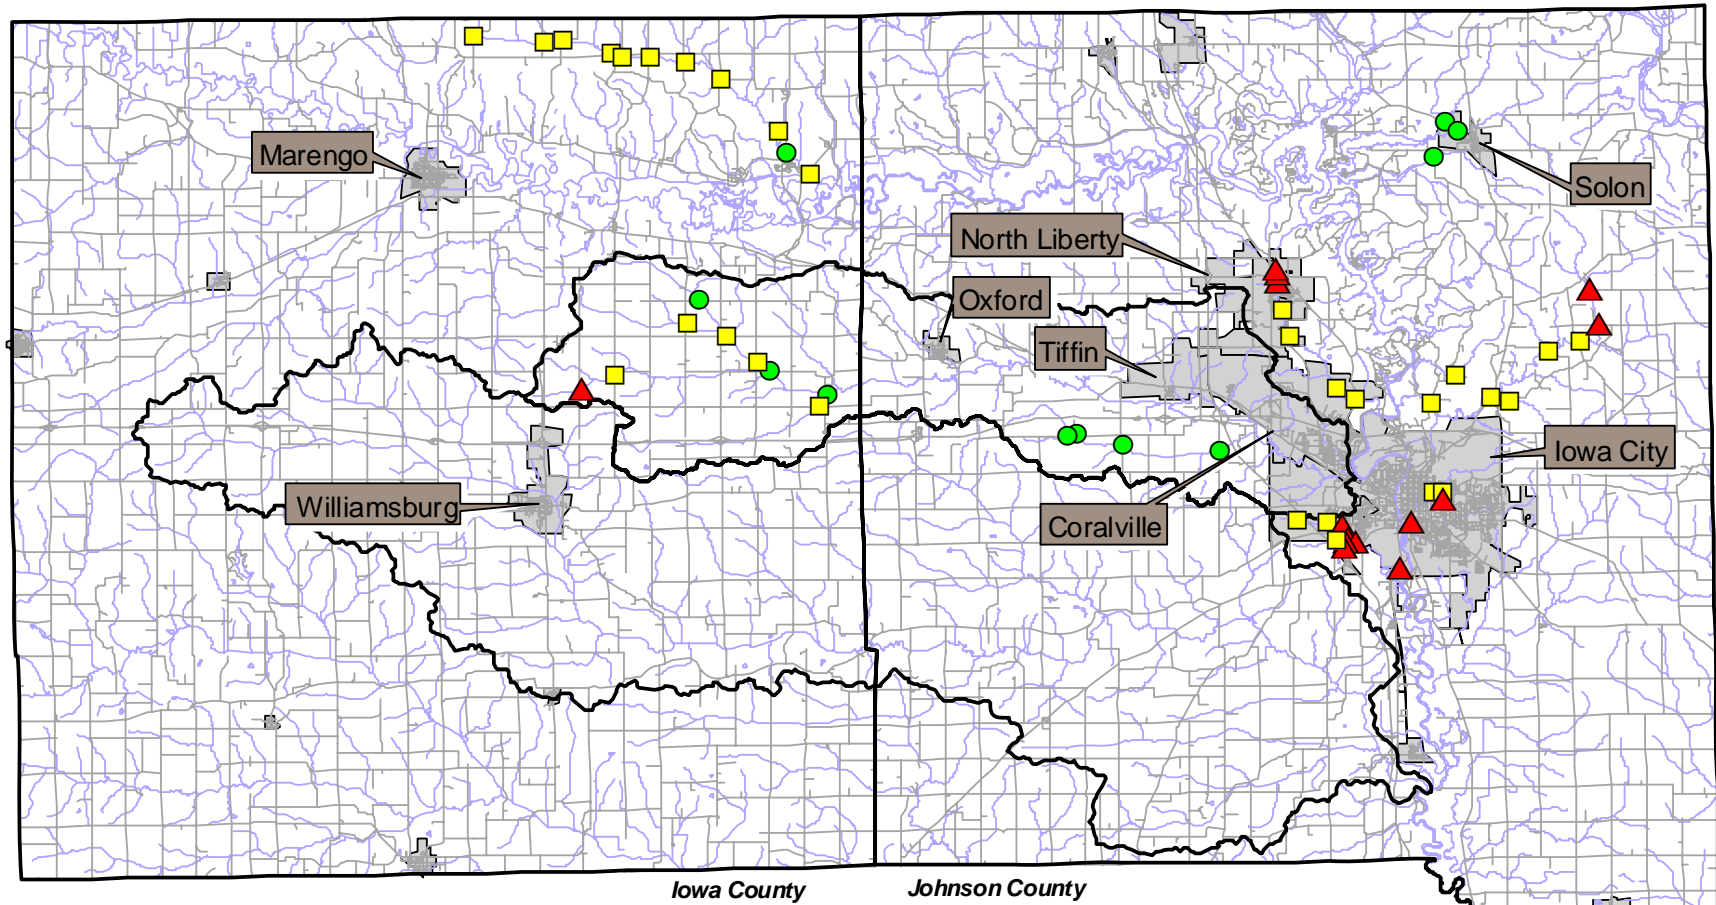 Marengo
Solon
North Liberty
Oxford
Tiffin
Iowa City
Williamsburg
Coralville
Iowa County
Johnson County